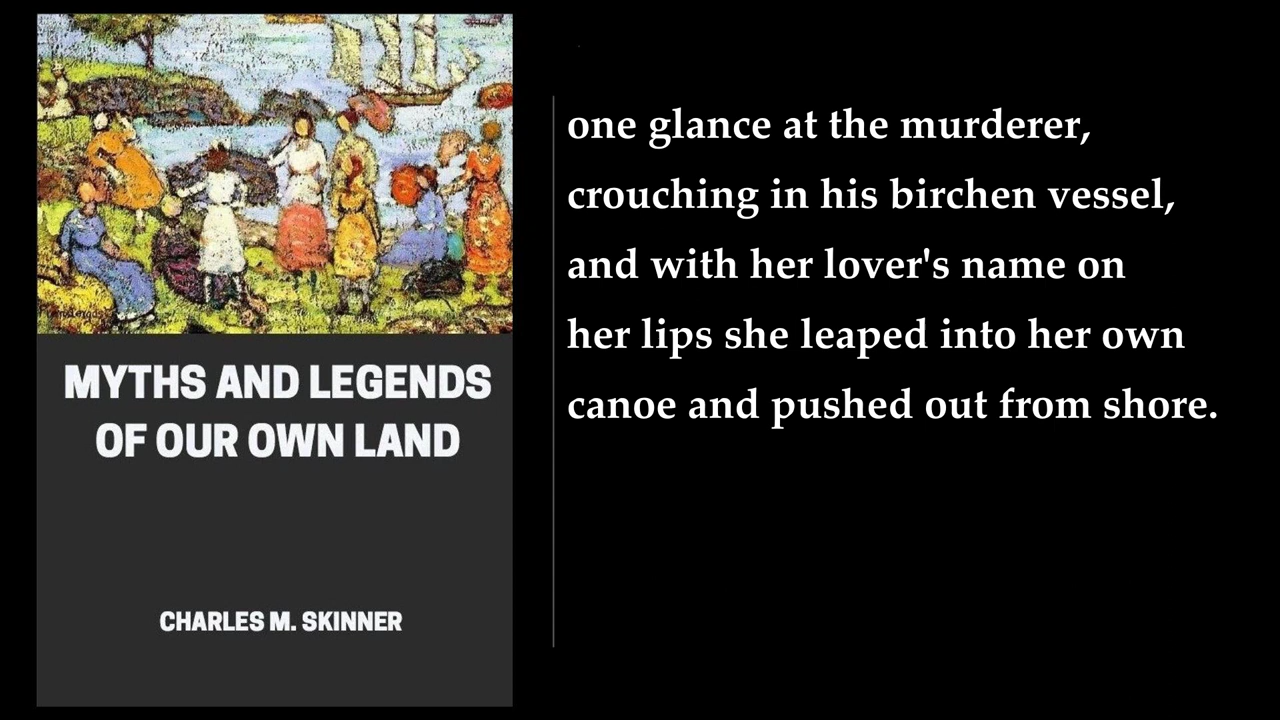 MYTHS AND LEGENDS
OF OUR OWN LAND
CHARLES M. SKINNER
one glance at the murderer,
crouching in his birchen vessel,
and with her lover's name on
her lips she leaped into her own
canoe and pushed out from shore.